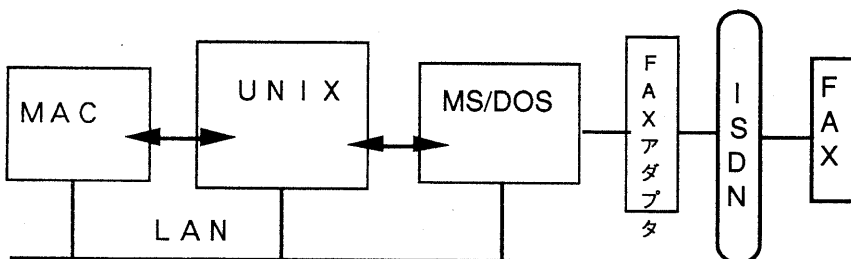 MAC
UNIX
MS/DOS
FAXアダプタ
ISDN
FAX
LAN